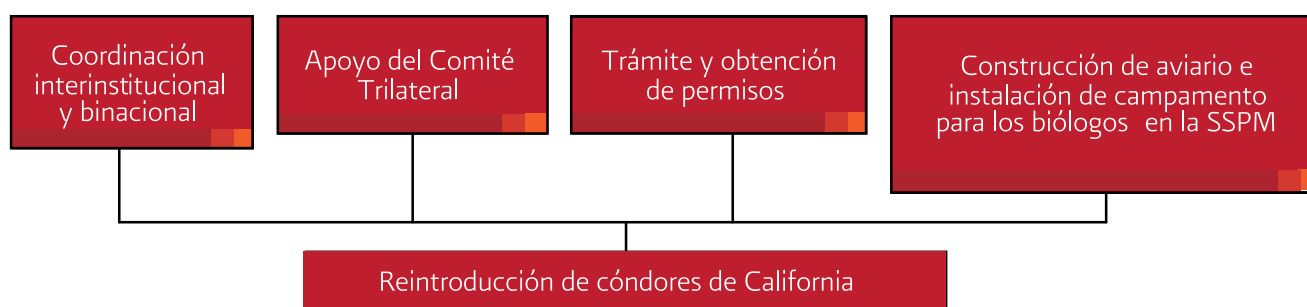 Coordinación
interinstitucional
y binacional
Apoyo del Comité
Trilateral
Trámite y obtención
de permisos
Construcción de aviario e
instalación de campamento
para los biólogos en la SSPM
Reintroducción de cóndores de California